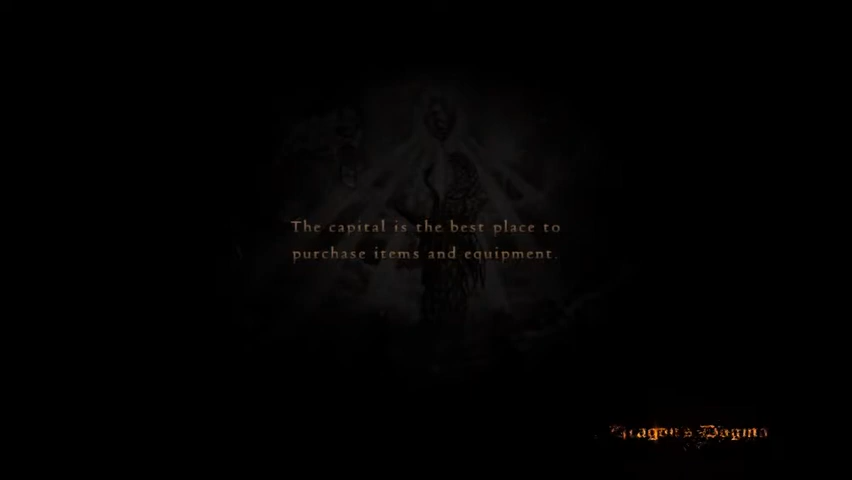 The capital is the best place to
purchase items and equipment.
Dragon's Dogma